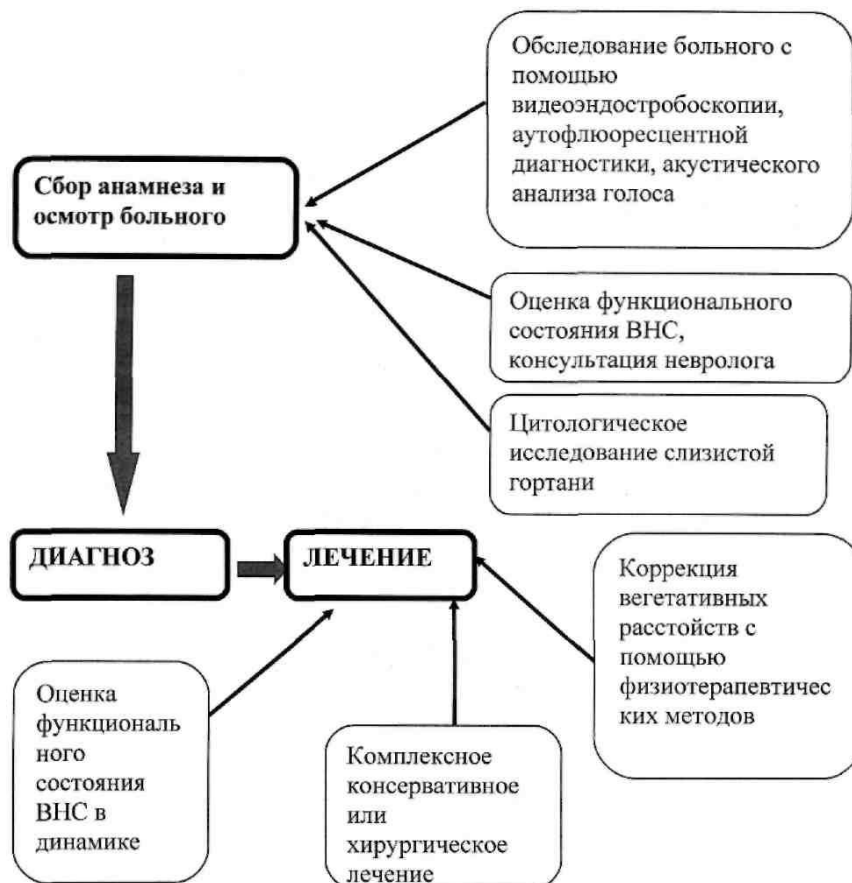 Обследование больного с
помощью
видеоэндостробоскопии,
аутофлюоресцентной
диагностики, акустического
анализа голоса
Сбор анамнеза и
осмотр больного
Оценка функционального
состояния ВНС,
консультация невролога
Цитологическое
исследование слизистой
гортани
ДИАГНОЗ
ЛЕЧЕНИЕ
Коррекция
вегетативных
расстойств с
помощью
физиотерапевтичес
ких методов
Оценка
функциональ
ного
состояния
ВНС в
динамике
Комплексное
консервативное
или
хирургическое
лечение